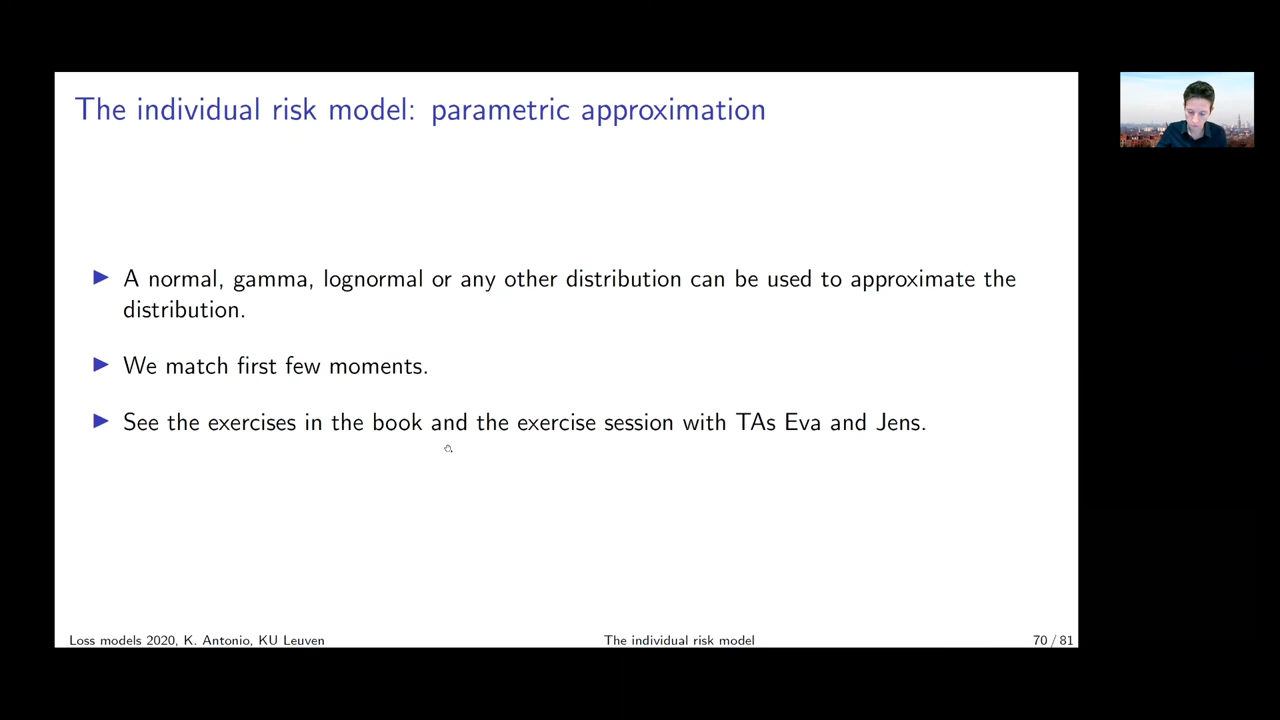 The individual risk model: parametric approximation
A normal, gamma, lognormal or any other distribution can be used to approximate the
distribution.
We match first few moments.
See the exercises in the book and the exercise session with TAs Eva and Jens.
Loss models 2020, K. Antonio, KU Leuven
The individual risk model
70 / 81